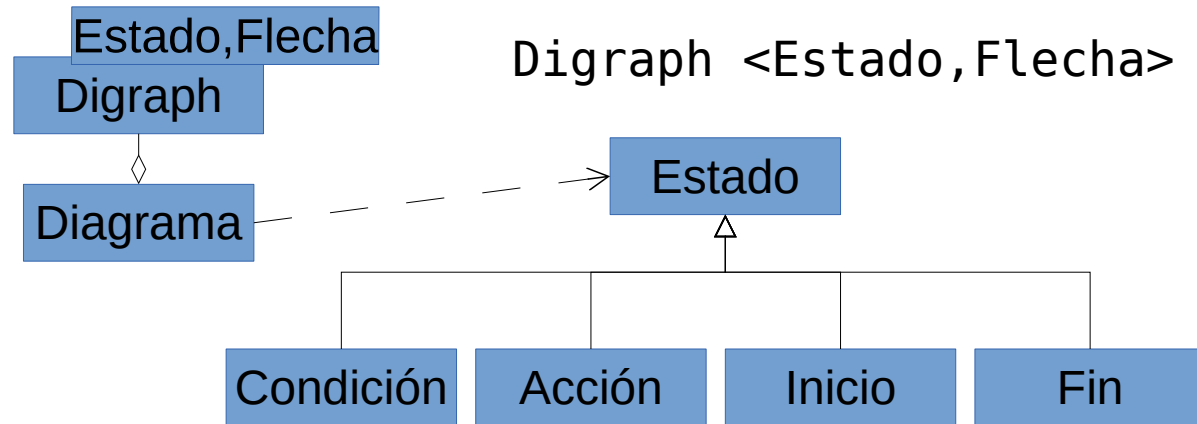 Estado,Flecha
Digraph
Digraph <Estado,Flecha>
Diagrama
Estado
Condición
Acción
Inicio
Fin